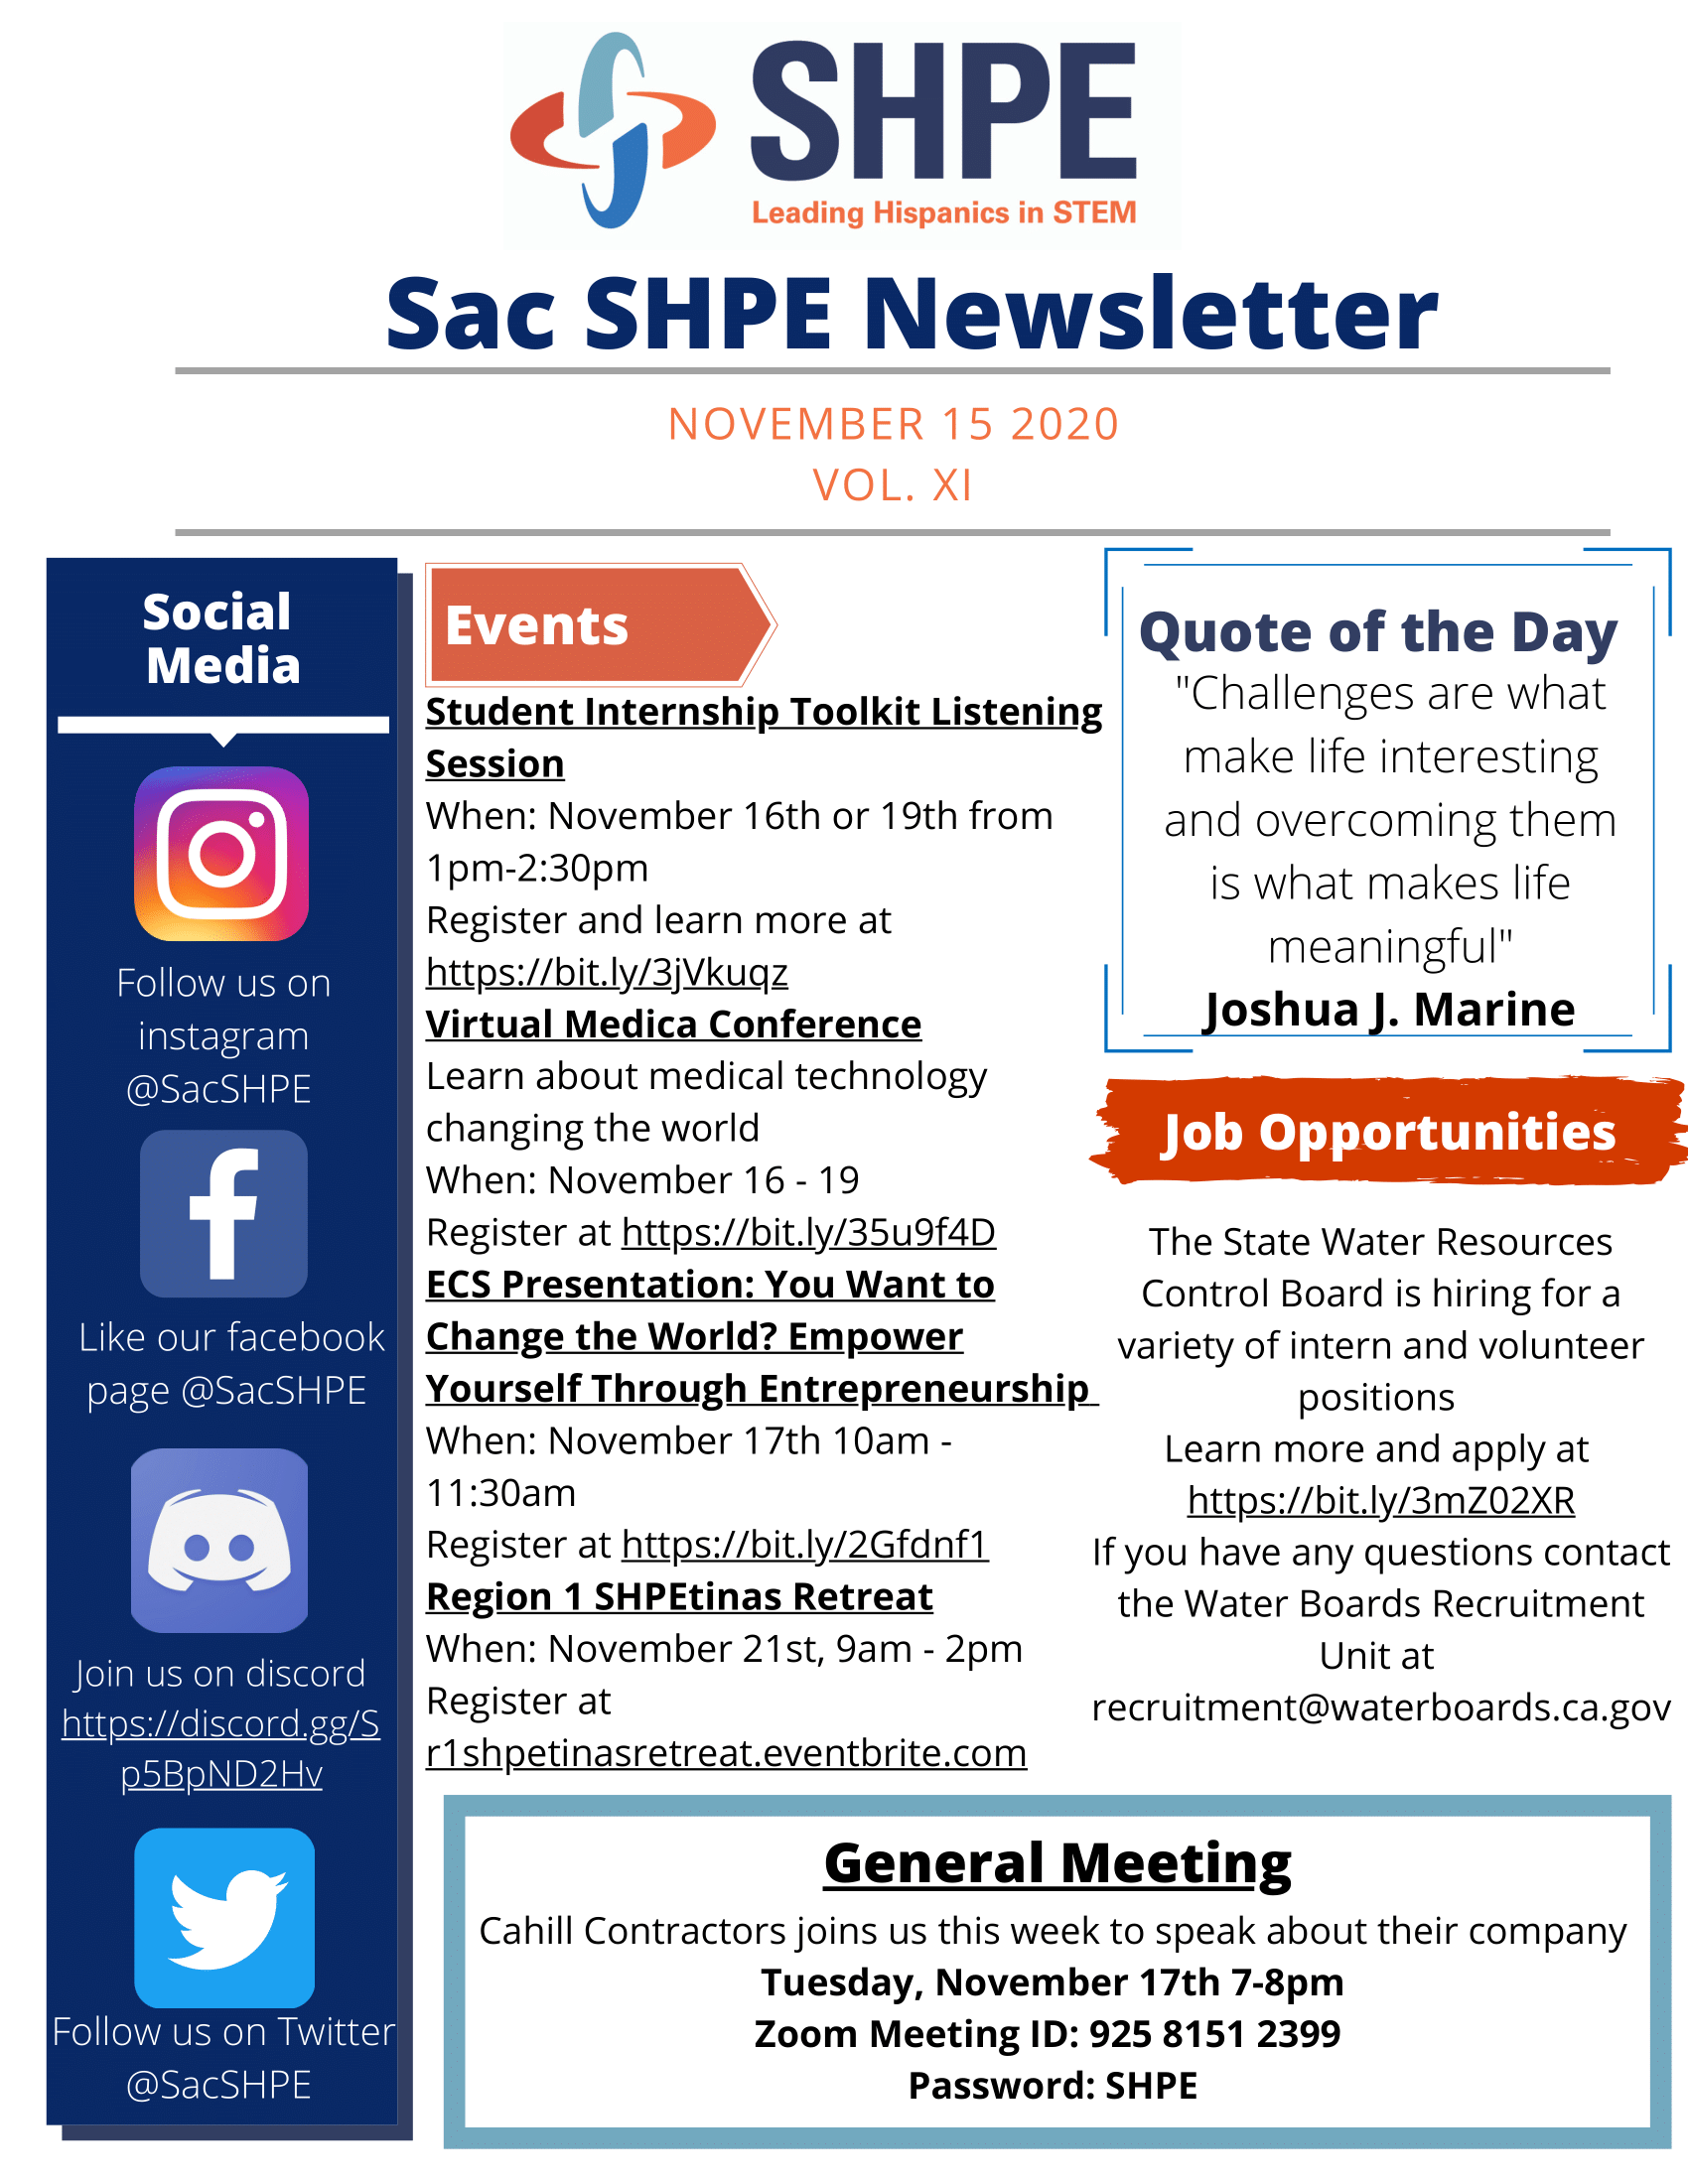 SHPE
Leading Hispanics in STEM
Sac SHPE Newsletter
NOVEMBER 15 2020
VOL. XI
Social
Media
Follow us on
instagram
@SacSHPE
Like our facebook
page @SacSHPE
Join us on discord
https://discord.gg/S
p5BpND2Hv
Follow us on Twitter
@SacSHPE
Events
Student Internship Toolkit Listening
Session
When: November 16th or 19th from
1pm-2:30pm
Register and learn more at
https://bit.ly/3jVkuqz
Virtual Medica Conference
Learn about medical technology
changing the world
When: November 16 - 19
Register at https://bit.ly/35u9f4D
ECS Presentation: You Want to
Change the World? Empower
Yourself Through Entrepreneurship
When: November 17th 10am -
11:30am
Register at https://bit.ly/2Gfdnf1
Region 1 SHPEtinas Retreat
When: November 21st, 9am - 2pm
Register at
r1shpetinasretreat.eventbrite.com
Quote of the Day
"Challenges are what
make life interesting
and overcoming them
is what makes life
meaningful"
Joshua J. Marine
Job Opportunities
The State Water Resources
Control Board is hiring for a
variety of intern and volunteer
positions
Learn more and apply at
https://bit.ly/3mZ02XR
If you have any questions contact
the Water Boards Recruitment
Unit at
recruitment@waterboards.ca.gov
General Meeting
Cahill Contractors joins us this week to speak about their company
Tuesday, November 17th 7-8pm
Zoom Meeting ID: 925 8151 2399
Password: SHPE